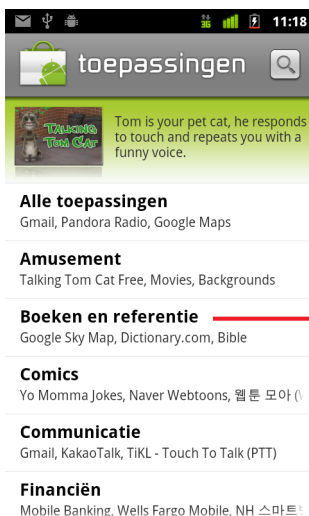 3G 11:18
toepassingen
TALKING TOM CAT
Tom is your pet cat, he responds
to touch and repeats you with a
funny voice.
Alle toepassingen
Gmail, Pandora Radio, Google Maps
Amusement
Talking Tom Cat Free, Movies, Backgrounds
Boeken en referentie
Google Sky Map, Dictionary.com, Bible
Comics
Yo Momma Jokes, Naver Webtoons, 웹툰 모아 (
Communicatie
Gmail, KakaoTalk, TiKL - Touch To Talk (PTT)
Financiën
Mobile Banking, Wells Fargo Mobile, NH 스마트